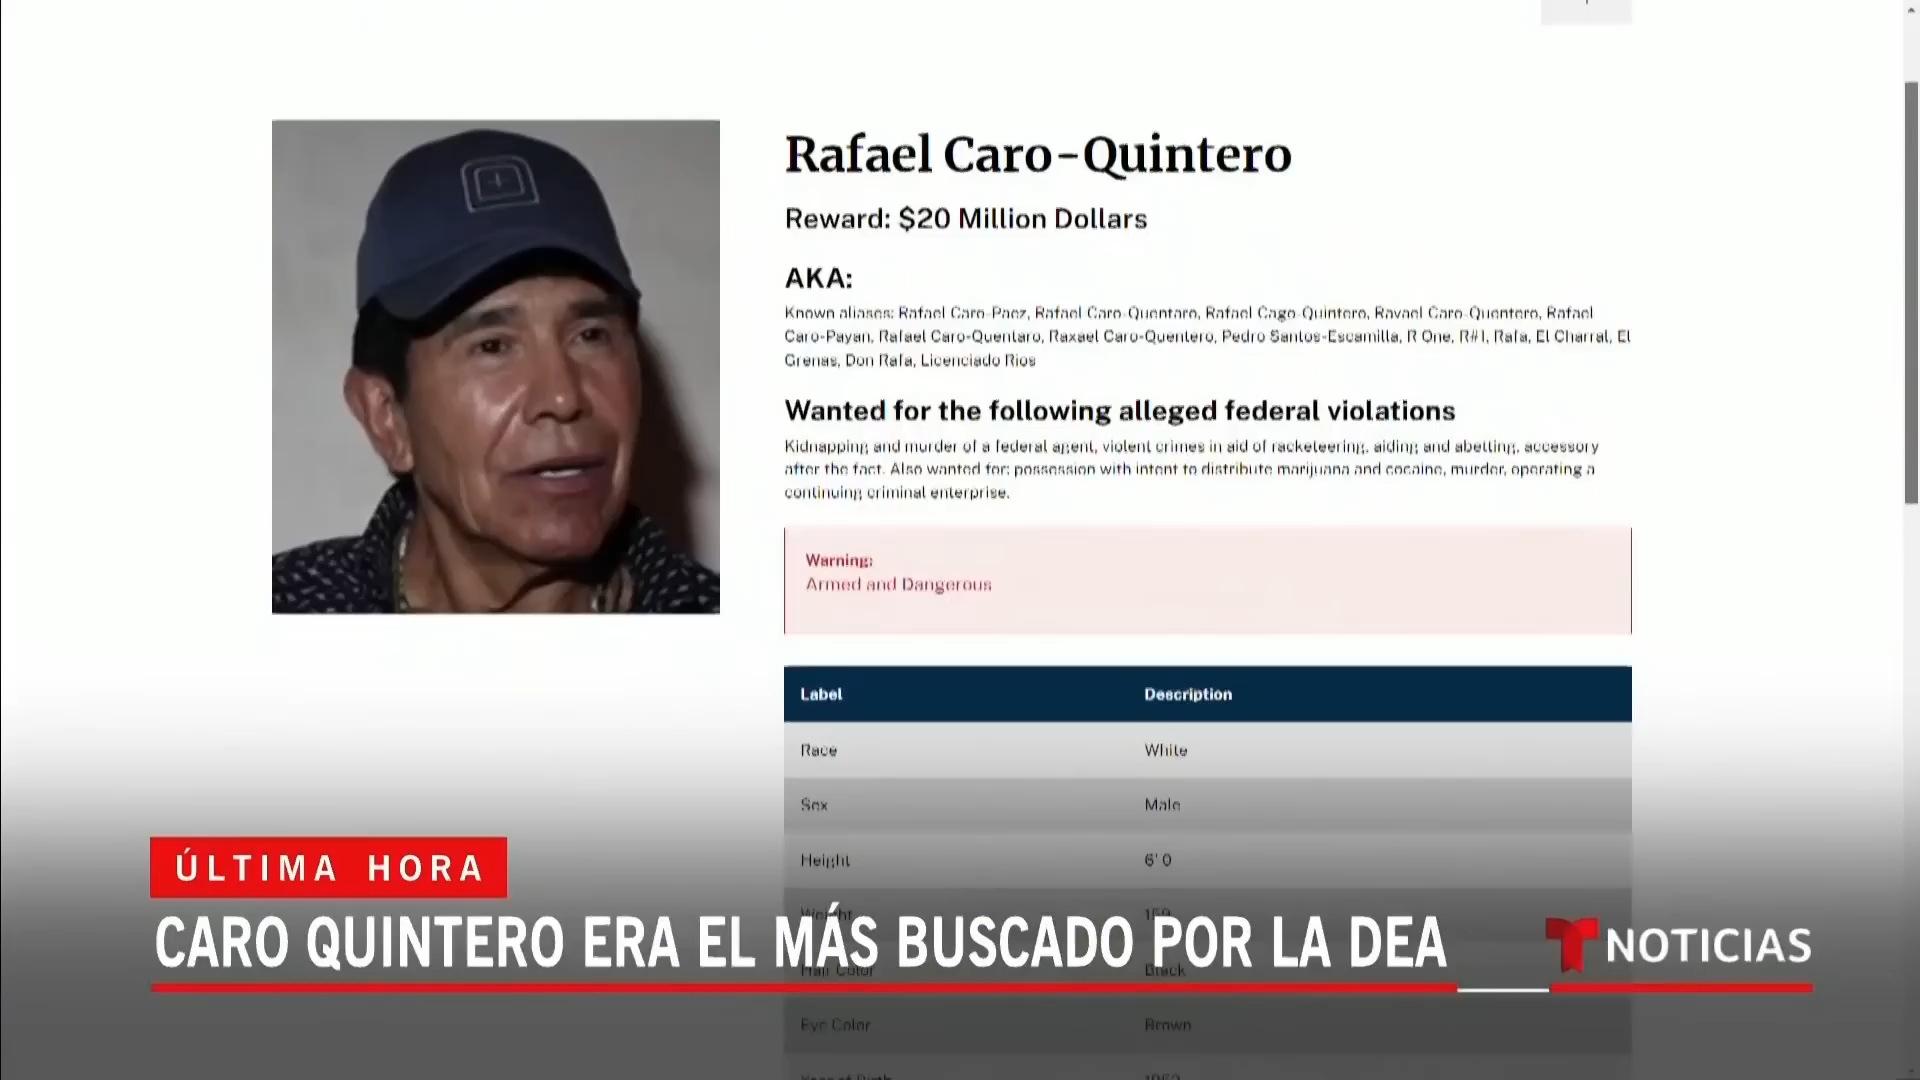 Rafael Caro-Quintero
Reward: $20 Million Dollars
AKA:
Known aliases: Rafael Caro-Paez, Rafael Caro-Quentaro, Rafael Cago-Quintero, Ravael Caro-Quentero, Rafael
Caro-Payan, Rafael Caro-Quentaro, Raxael Caro-Quentero, Pedro Santos-Escamilla, R One, R#1, Rafa, El Charral, El
Grenas, Don Rafa, Licenciado Rios
Wanted for the following alleged federal violations
Kidnapping and murder of a federal agent, violent crimes in aid of racketeering, aiding and abetting, accessory
after the fact. Also wanted for: possession with intent to distribute marijuana and cocaine, murder, operating a
continuing criminal enterprise.
Warning:
Armed and Dangerous
Label Description
Race White
Sex Male
Height 6' 0
ÚLTIMA HORA
Weight
CARO QUINTERO ERA EL MÁS BUSCADO POR LA DEA
NOTICIAS
Hair Color Black
Eye Color Brown